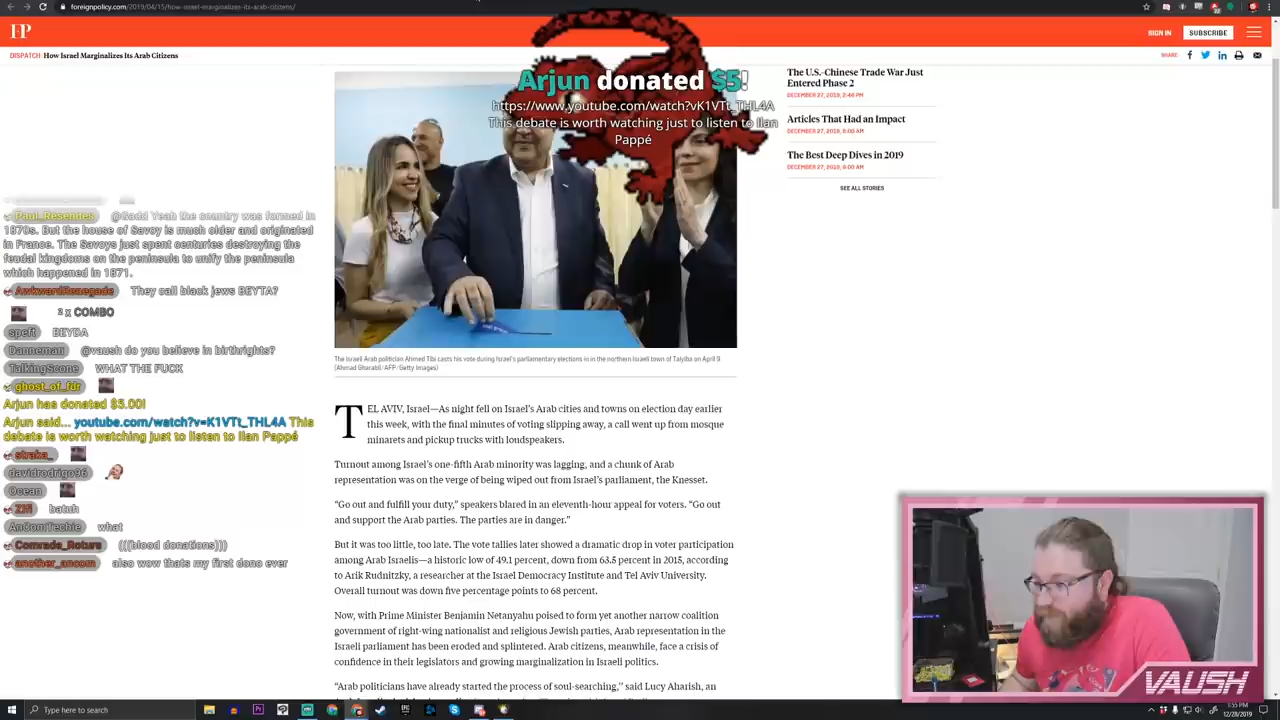 foreignpolicy.com/2019/04/15/how-israel-marginalizes-its-arab-citizens/
FP
SIGN IN
SUBSCRIBE
DISPATCH: How Israel Marginalizes Its Arab Citizens
SHARE:
Arjun donated $5!
https://www.youtube.com/watch?vK1VTt_THL4A
This debate is worth watching just to listen to Ilan
Pappé
The U.S.-Chinese Trade War Just
Entered Phase 2
DECEMBER 27, 2019, 2:46 PM
Articles That Had an Impact
DECEMBER 27, 2019, 8:00 AM
The Best Deep Dives in 2019
DECEMBER 27, 2019, 6:00 AM
SEE ALL STORIES
Paul_Resendes @Gadd Yeah the country was formed in
1870s. But the house of Savoy is much older and originated
in France. The Savoys just spent centuries destroying the
feudal kingdoms on the peninsula to unify the peninsula
which happened in 1871.
AwkwardRenegade They call black jews BEYTA?
2 x COMBO
speft BEYDA
Danneman @vaush do you believe in birthrights?
TalkingScone WHAT THE FUCK
ghost_of_fdr
Arjun has donated $5.00!
Arjun said... youtube.com/watch?v=K1VTt_THL4A This
debate is worth watching just to listen to Ilan Pappé
straka_
davidrodrigo96
Ocean
batch
AnComTechie what
Comrade_Roture (((blood donations)))
another_ancom also wow thats my first dono ever
The Israeli Arab politician Ahmed Tibi casts his vote during Israel's parliamentary elections in in the northern Israeli town of Taiyiba on April 9
(Ahmad Gharabli/AFP/Getty Images)
TEL AVIV, Israel—As night fell on Israel's Arab cities and towns on election day earlier
this week, with the final minutes of voting slipping away, a call went up from mosque
minarets and pickup trucks with loudspeakers.
Turnout among Israel's one-fifth Arab minority was lagging, and a chunk of Arab
representation was on the verge of being wiped out from Israel's parliament, the Knesset.
“Go out and fulfill your duty,” speakers blared in an eleventh-hour appeal for voters. “Go out
and support the Arab parties. The parties are in danger.”
But it was too little, too late. The vote tallies later showed a dramatic drop in voter participation
among Arab Israelis—a historic low of 49.1 percent, down from 63.5 percent in 2015, according
to Arik Rudnitzky, a researcher at the Israel Democracy Institute and Tel Aviv University.
Overall turnout was down five percentage points to 68 percent.
Now, with Prime Minister Benjamin Netanyahu poised to form yet another narrow coalition
government of right-wing nationalist and religious Jewish parties, Arab representation in the
Israeli parliament has been eroded and splintered. Arab citizens, meanwhile, face a crisis of
confidence in their legislators and growing marginalization in Israeli politics.
“Arab politicians have already started the process of soul-searching,” said Lucy Aharish, an
VAUSH
Type here to search
1:55 PM
12/28/2019